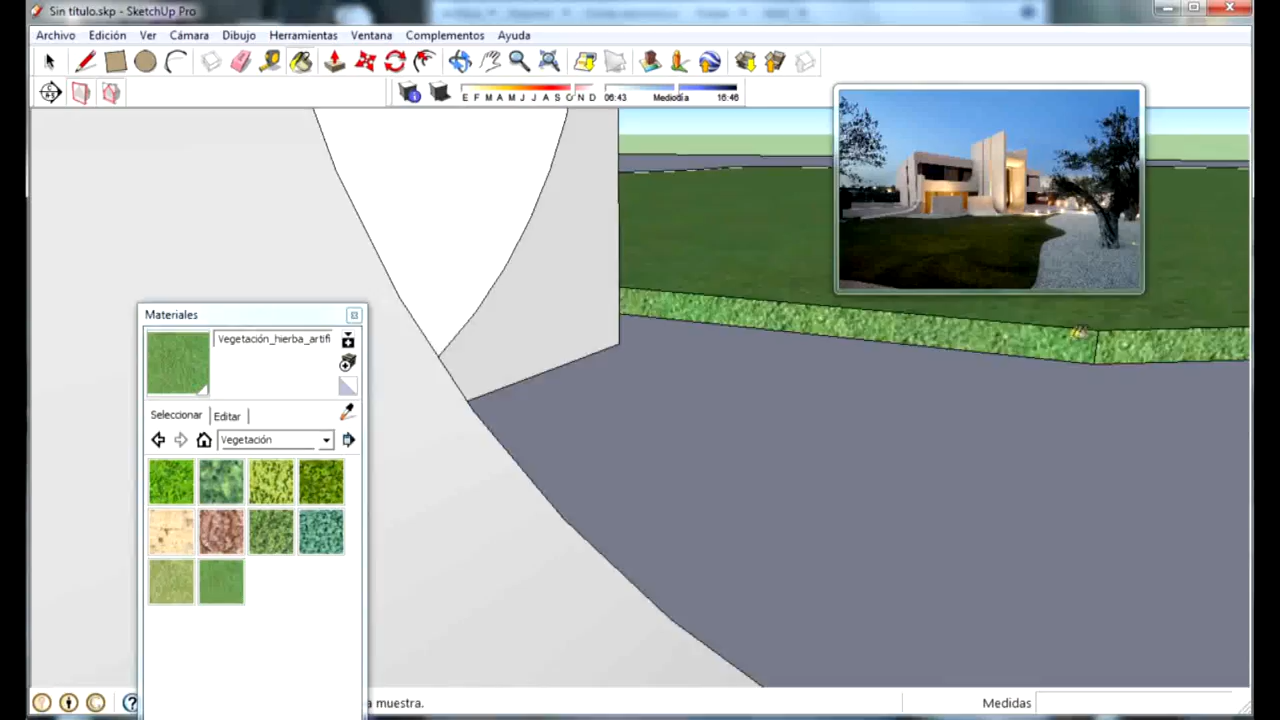 Sin título.skp - SketchUp Pro
Archivo Edición Ver Cámara Dibujo Herramientas Ventana Complementos Ayuda
E F M A M J J A S O N D 06:43 Mediodía 16:46
Materiales
Vegetación_hierba_artifi
Seleccionar Editar
Vegetación
a muestra.
Medidas